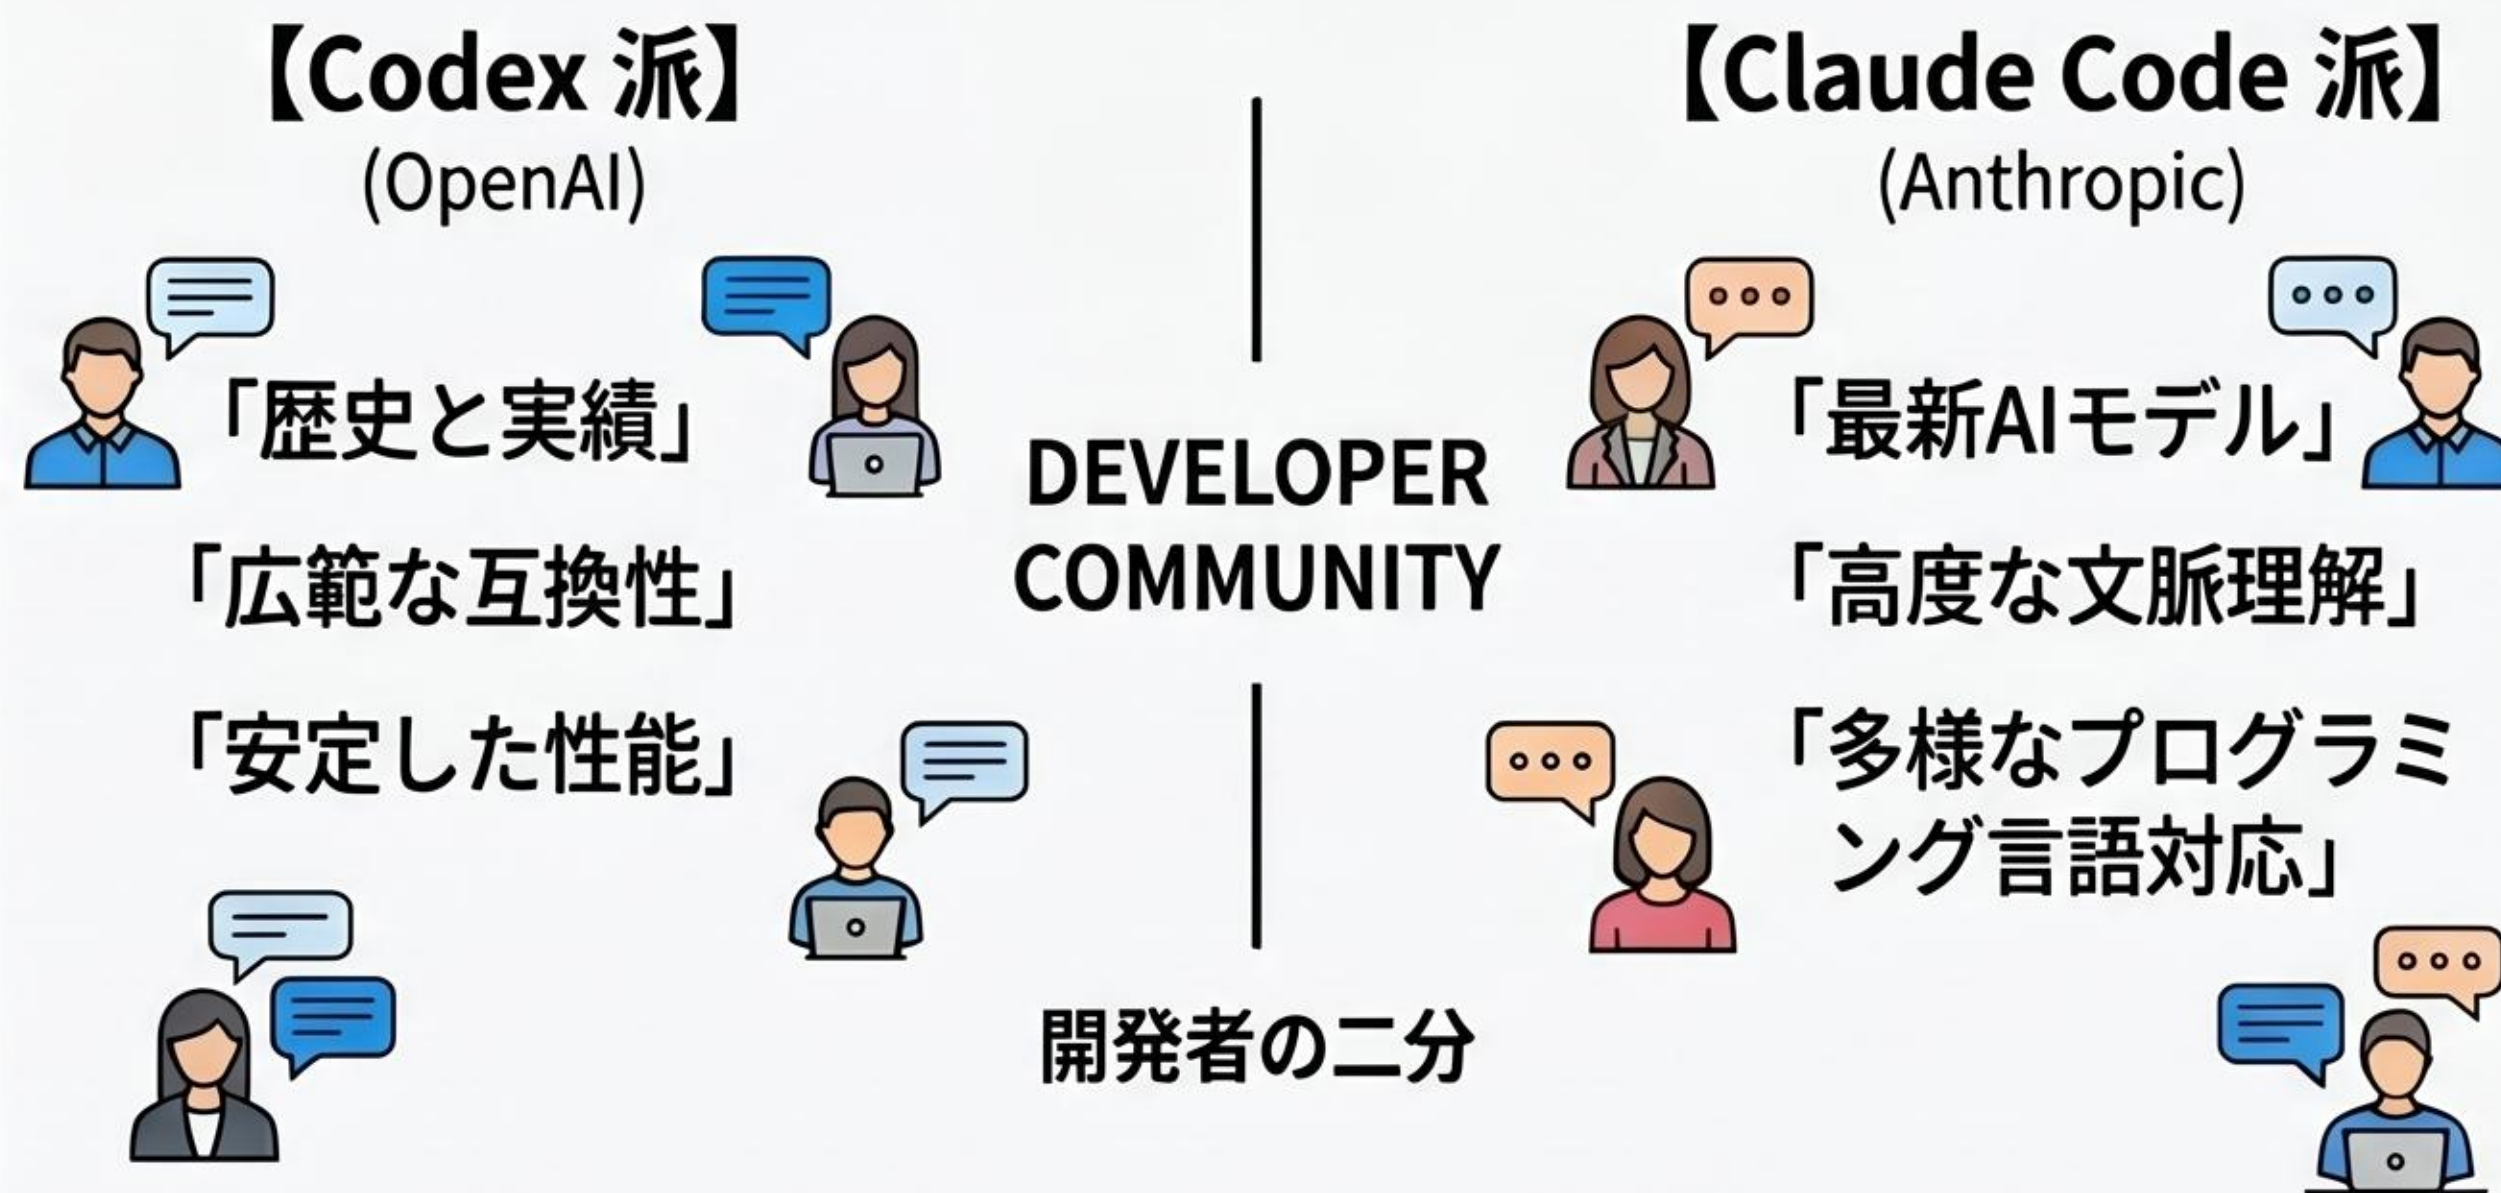 【Codex 派】
(OpenAI)
「歴史と実績」
「広範な互換性」
「安定した性能」
DEVELOPER
COMMUNITY
開発者の二分
【Claude Code 派】
(Anthropic)
「最新AIモデル」
「高度な文脈理解」
「多様なプログラミ
ング言語対応」